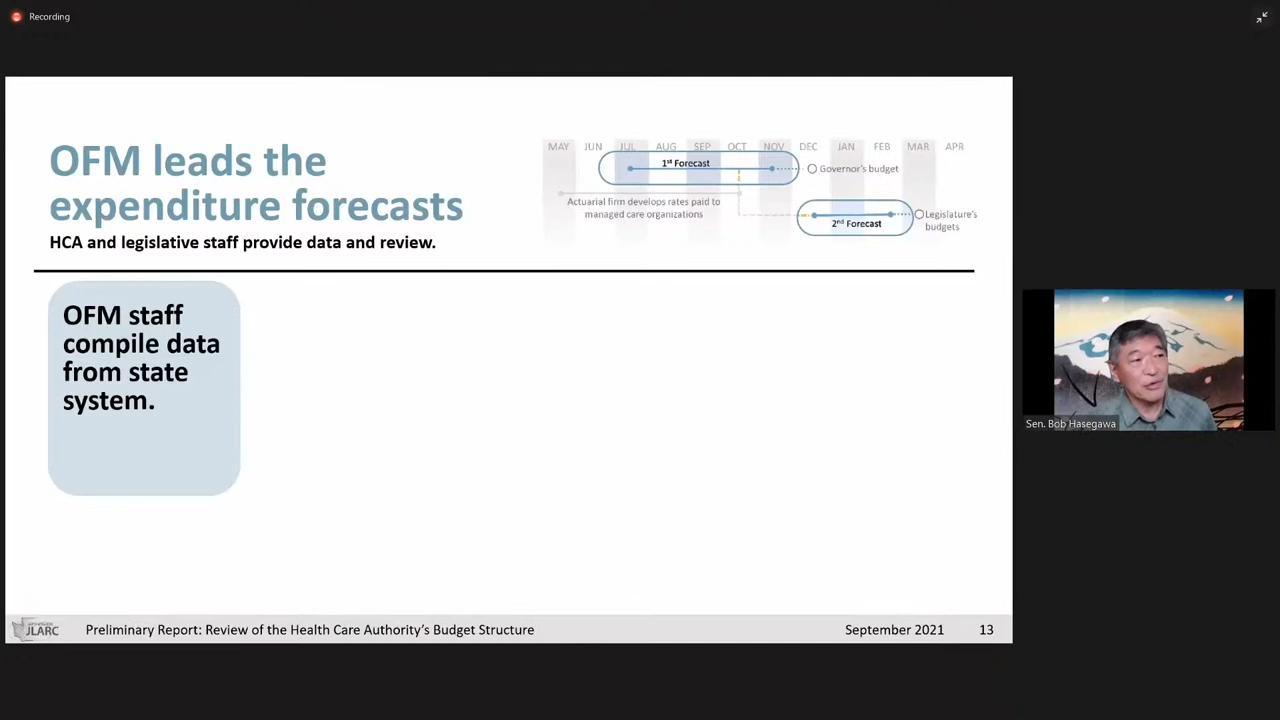 Recording
OFM leads the
expenditure forecasts
HCA and legislative staff provide data and review.
MAY JUN JUL AUG SEP OCT NOV DEC JAN FEB MAR APR
1st Forecast
Governor's budget
Actuarial firm develops rates paid to
managed care organizations
2nd Forecast
Legislature's
budgets
OFM staff
compile data
from state
system.
Sen. Bob Hasegawa
JLARC
Preliminary Report: Review of the Health Care Authority's Budget Structure
September 2021
13